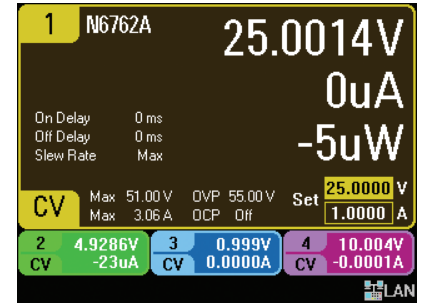 1 N6762A 25.0014V
0uA
-5uW
On Delay 0 ms
Off Delay 0 ms
Slew Rate Max
CV Max 51.00 V OVP 55.00 V Set 25.0000 V
Max 3.06 A OCP Off 1.0000 A
2 4.9286V 3 0.999V 4 10.004V
CV -23uA CV 0.0000A CV -0.0001A
LAN